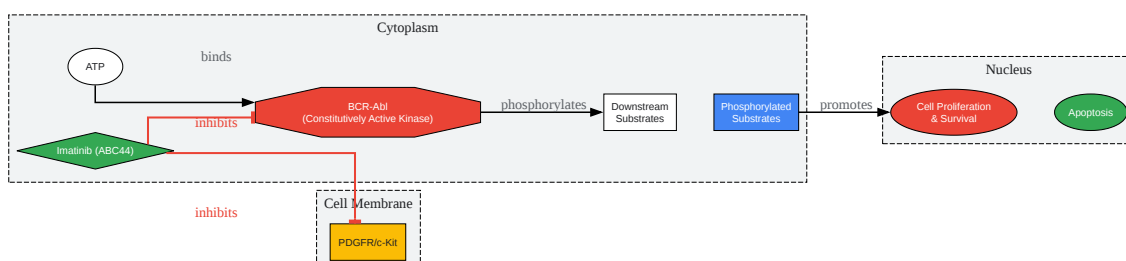 Cytoplasm
binds
ATP
BCR-Abl
(Constitutively Active Kinase)
phosphorylates
Downstream
Substrates
Phosphorylated
Substrates
promotes
Nucleus
Cell Proliferation
& Survival
Apoptosis
inhibits
Imatinib (ABC44)
inhibits
Cell Membrane
PDGFR/c-Kit